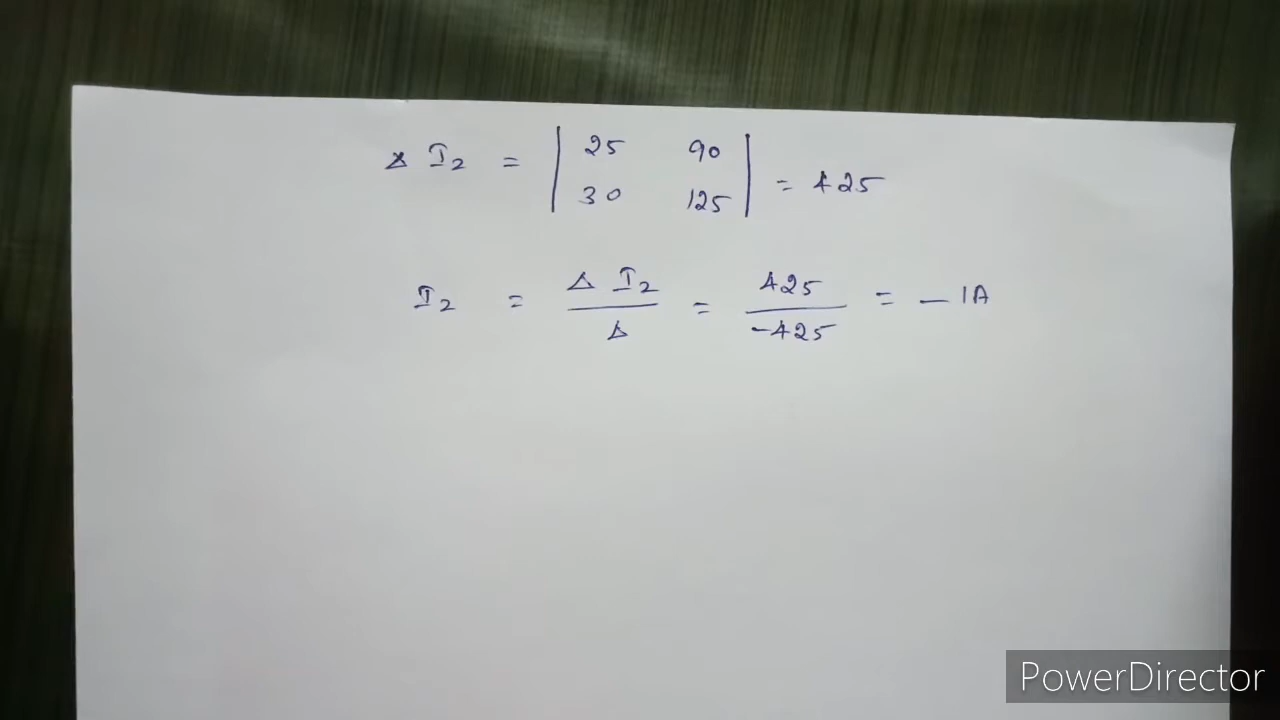 Δ I₂ = | 25 90 | = 425
| 30 125 |
I₂ = Δ I₂ / Δ = 425 / -425 = - 1A
PowerDirector